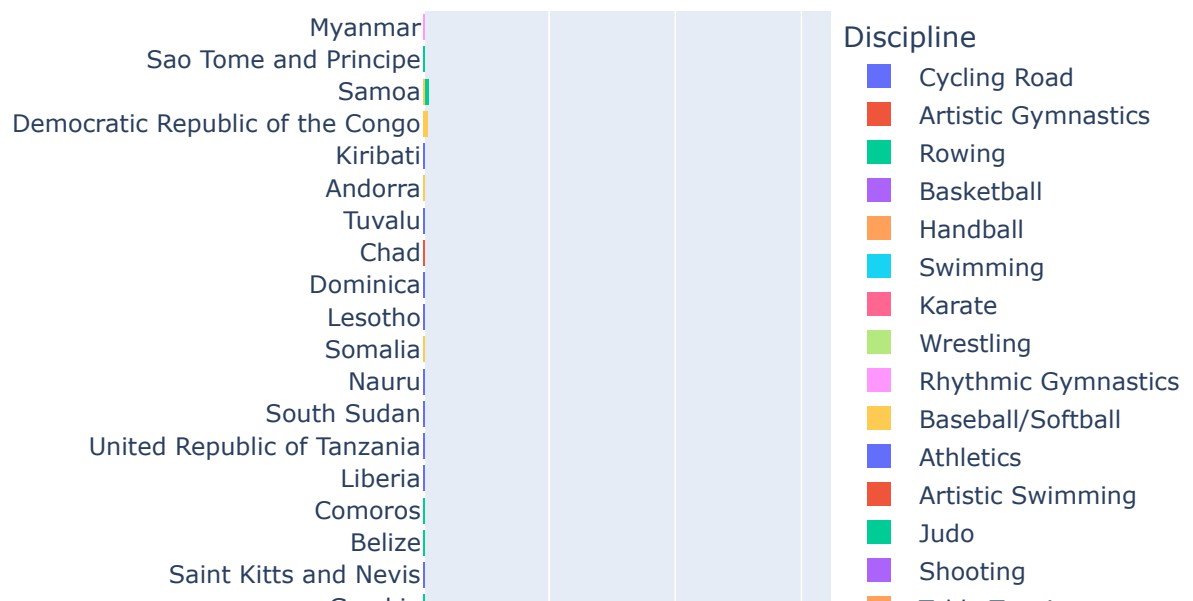 Myanmar
Sao Tome and Principe
Samoa
Democratic Republic of the Congo
Kiribati
Andorra
Tuvalu
Chad
Dominica
Lesotho
Somalia
Nauru
South Sudan
United Republic of Tanzania
Liberia
Comoros
Belize
Saint Kitts and Nevis
Discipline
Cycling Road
Artistic Gymnastics
Rowing
Basketball
Handball
Swimming
Karate
Wrestling
Rhythmic Gymnastics
Baseball/Softball
Athletics
Artistic Swimming
Judo
Shooting